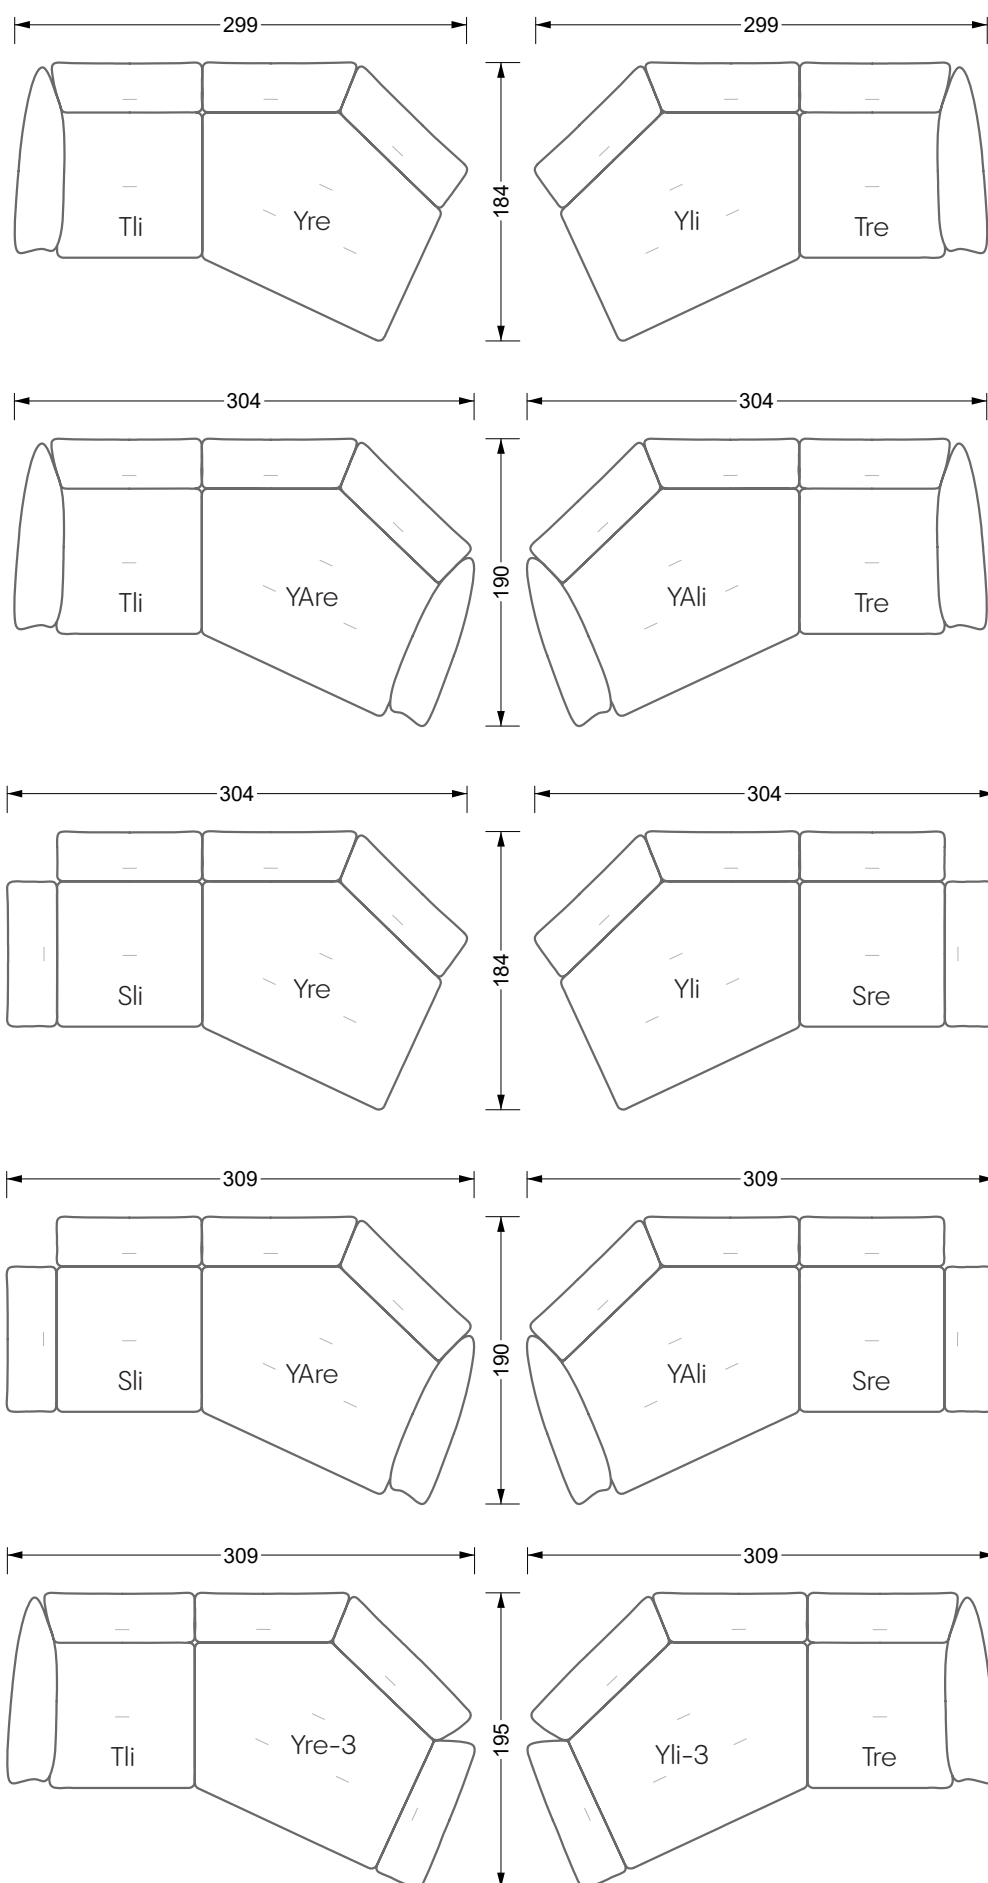 299 299
184
Tli Yre Yli Tre
304 304
190
Tli YAre YAli Tre
304 304
184
Sli Yre Yli Sre
309 309
190
Sli YAre YAli Sre
309 309
195
Tli Yre-3 Yli-3 Tre